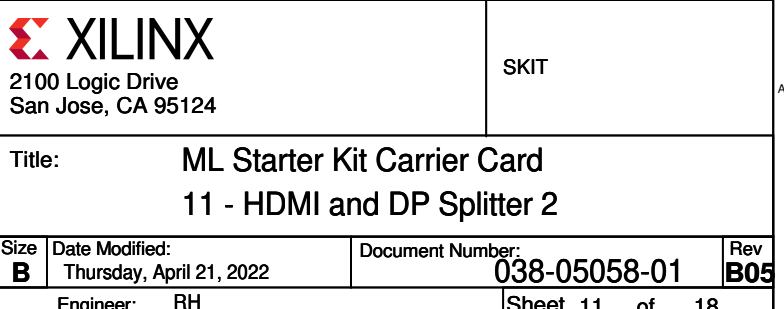 XILINX
2100 Logic Drive
San Jose, CA 95124
SKIT
A
Title: ML Starter Kit Carrier Card
11 - HDMI and DP Splitter 2
Size Date Modified: Document Number: Rev
B Thursday, April 21, 2022 038-05058-01 B05
Engineer: RH Sheet 11 of 18